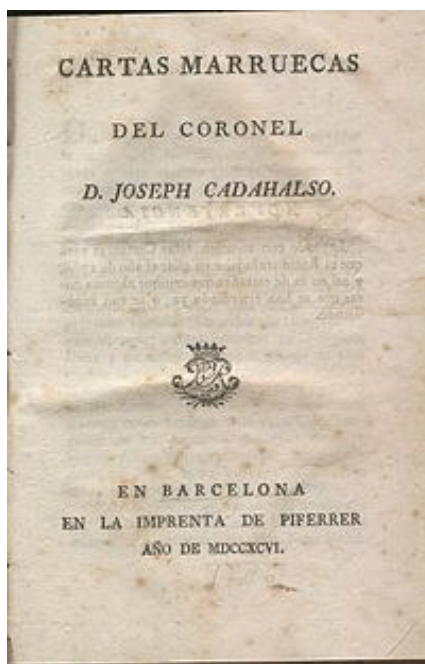 CARTAS MARRUECAS
DEL CORONEL
D. JOSEPH CADAHALSO.
EN BARCELONA
EN LA IMPRENTA DE PIFERRER
AÑO DE MDCCXCVI.